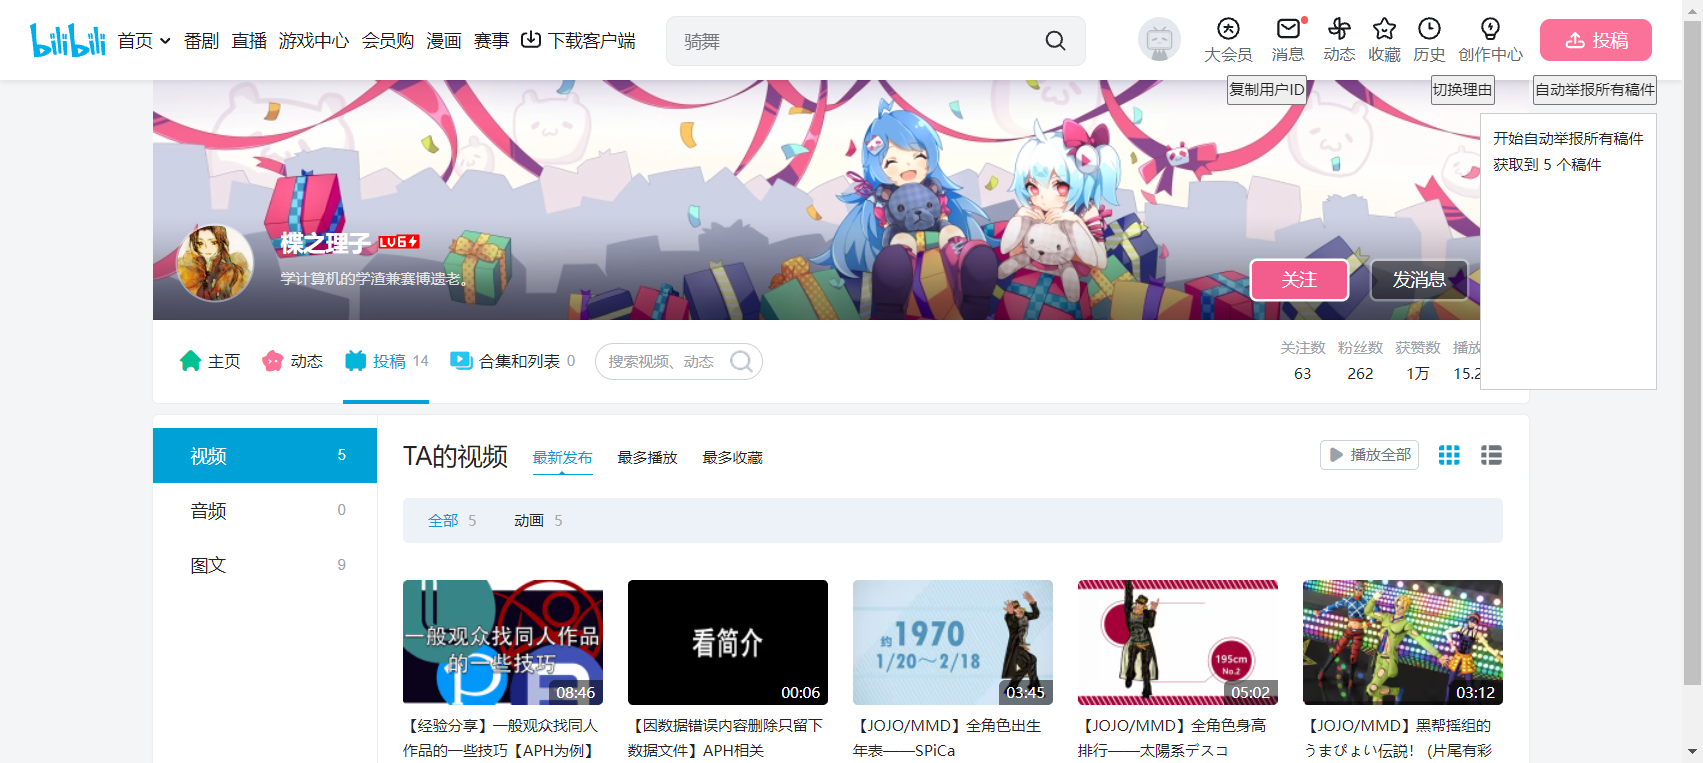 bilibili
首页 番剧 直播 游戏中心 会员购 漫画 赛事 下载客户端
骑舞
大会员 消息 动态 收藏 历史 创作中心
投稿
复制用户ID 切换理由 自动举报所有稿件
开始自动举报所有稿件
获取到 5 个稿件
楪之理子 LV6
学计算机的学渣兼赛博遗老。
关注 发消息
主页 动态 投稿 14 合集和列表 0 搜索视频、动态
关注数 粉丝数 获赞数 播放
63 262 1万 15.2
视频 5
音频 0
图文 9
TA的视频 最新发布 最多播放 最多收藏 播放全部
全部 5 动画 5
一般观众找同人作品
的一些技巧
08:46
看简介
00:06
约1970
1/20～2/18
03:45
195cm
No.2
05:02
03:12
【经验分享】一般观众找同人
作品的一些技巧【APH为例】
【因数据错误内容删除只留下
数据文件】APH相关
【JOJO/MMD】全角色出生
年表——SPiCa
【JOJO/MMD】全角色身高
排行——太陽系デスコ
【JOJO/MMD】黑帮摇组的
うまぴょい伝説！ (片尾有彩